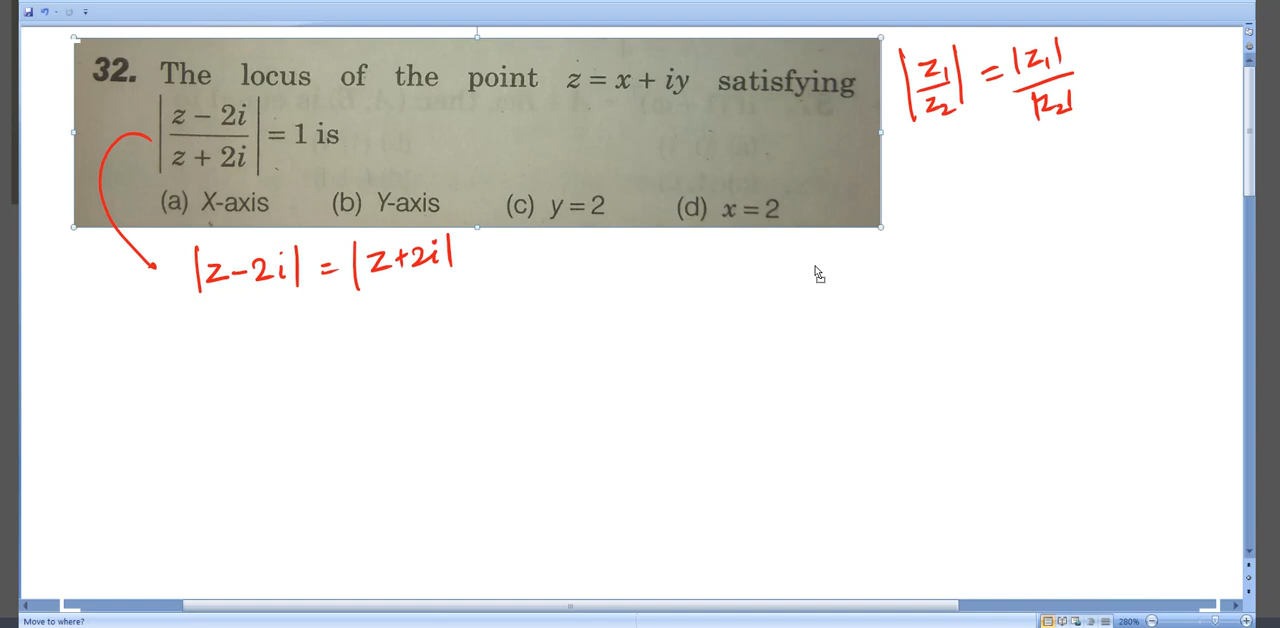 32. The locus of the point z = x + iy satisfying
|z - 2i / z + 2i| = 1 is
(a) X-axis (b) Y-axis (c) y = 2 (d) x = 2
|z₁/z₂| = |z₁|/|z₂|
|z-2i| = |z+2i|
Move to where?
280%